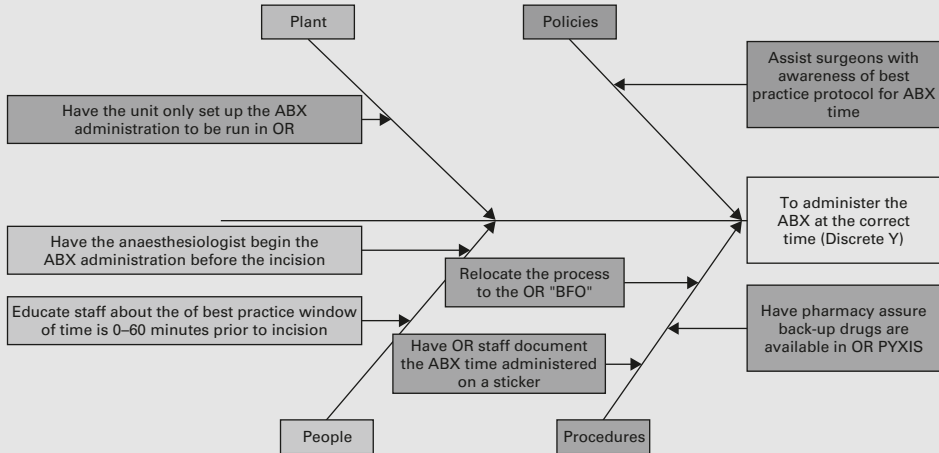 Plant
Policies
Assist surgeons with
awareness of best
practice protocol for ABX
time
Have the unit only set up the ABX
administration to be run in OR
To administer the
ABX at the correct
time (Discrete Y)
Have the anaesthesiologist begin the
ABX administration before the incision
Relocate the process
to the OR "BFO"
Educate staff about the of best practice window
of time is 0–60 minutes prior to incision
Have pharmacy assure
back-up drugs are
available in OR PYXIS
Have OR staff document
the ABX time administered
on a sticker
People
Procedures